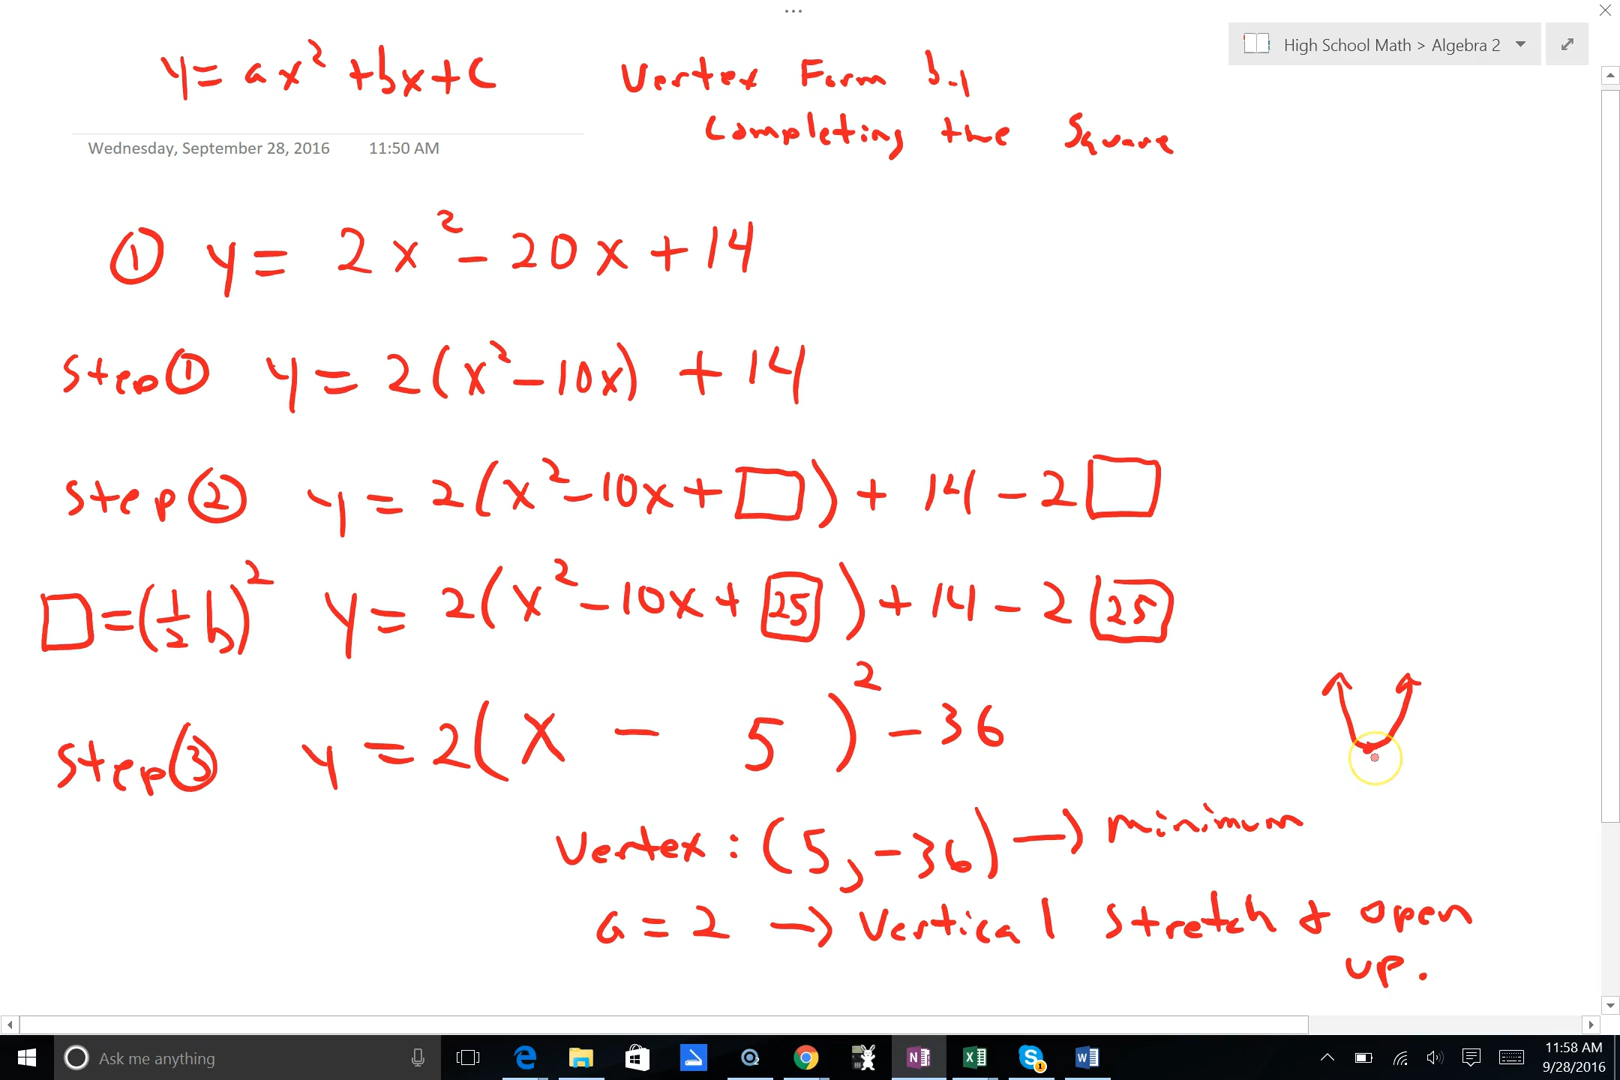 ...
High School Math > Algebra 2
y = ax² + bx + c
Vertex Form by
Completing the Square
Wednesday, September 28, 2016 11:50 AM
① y = 2x² - 20x + 14
Step ① y = 2(x² - 10x) + 14
Step ② y = 2(x² - 10x + □) + 14 - 2□
□ = (½b)² y = 2(x² - 10x + 25) + 14 - 2 25
Step ③ y = 2(x - 5)² - 36
Vertex: (5, -36) → minimum
a = 2 → Vertical Stretch & open
up.
Ask me anything
11:58 AM
9/28/2016